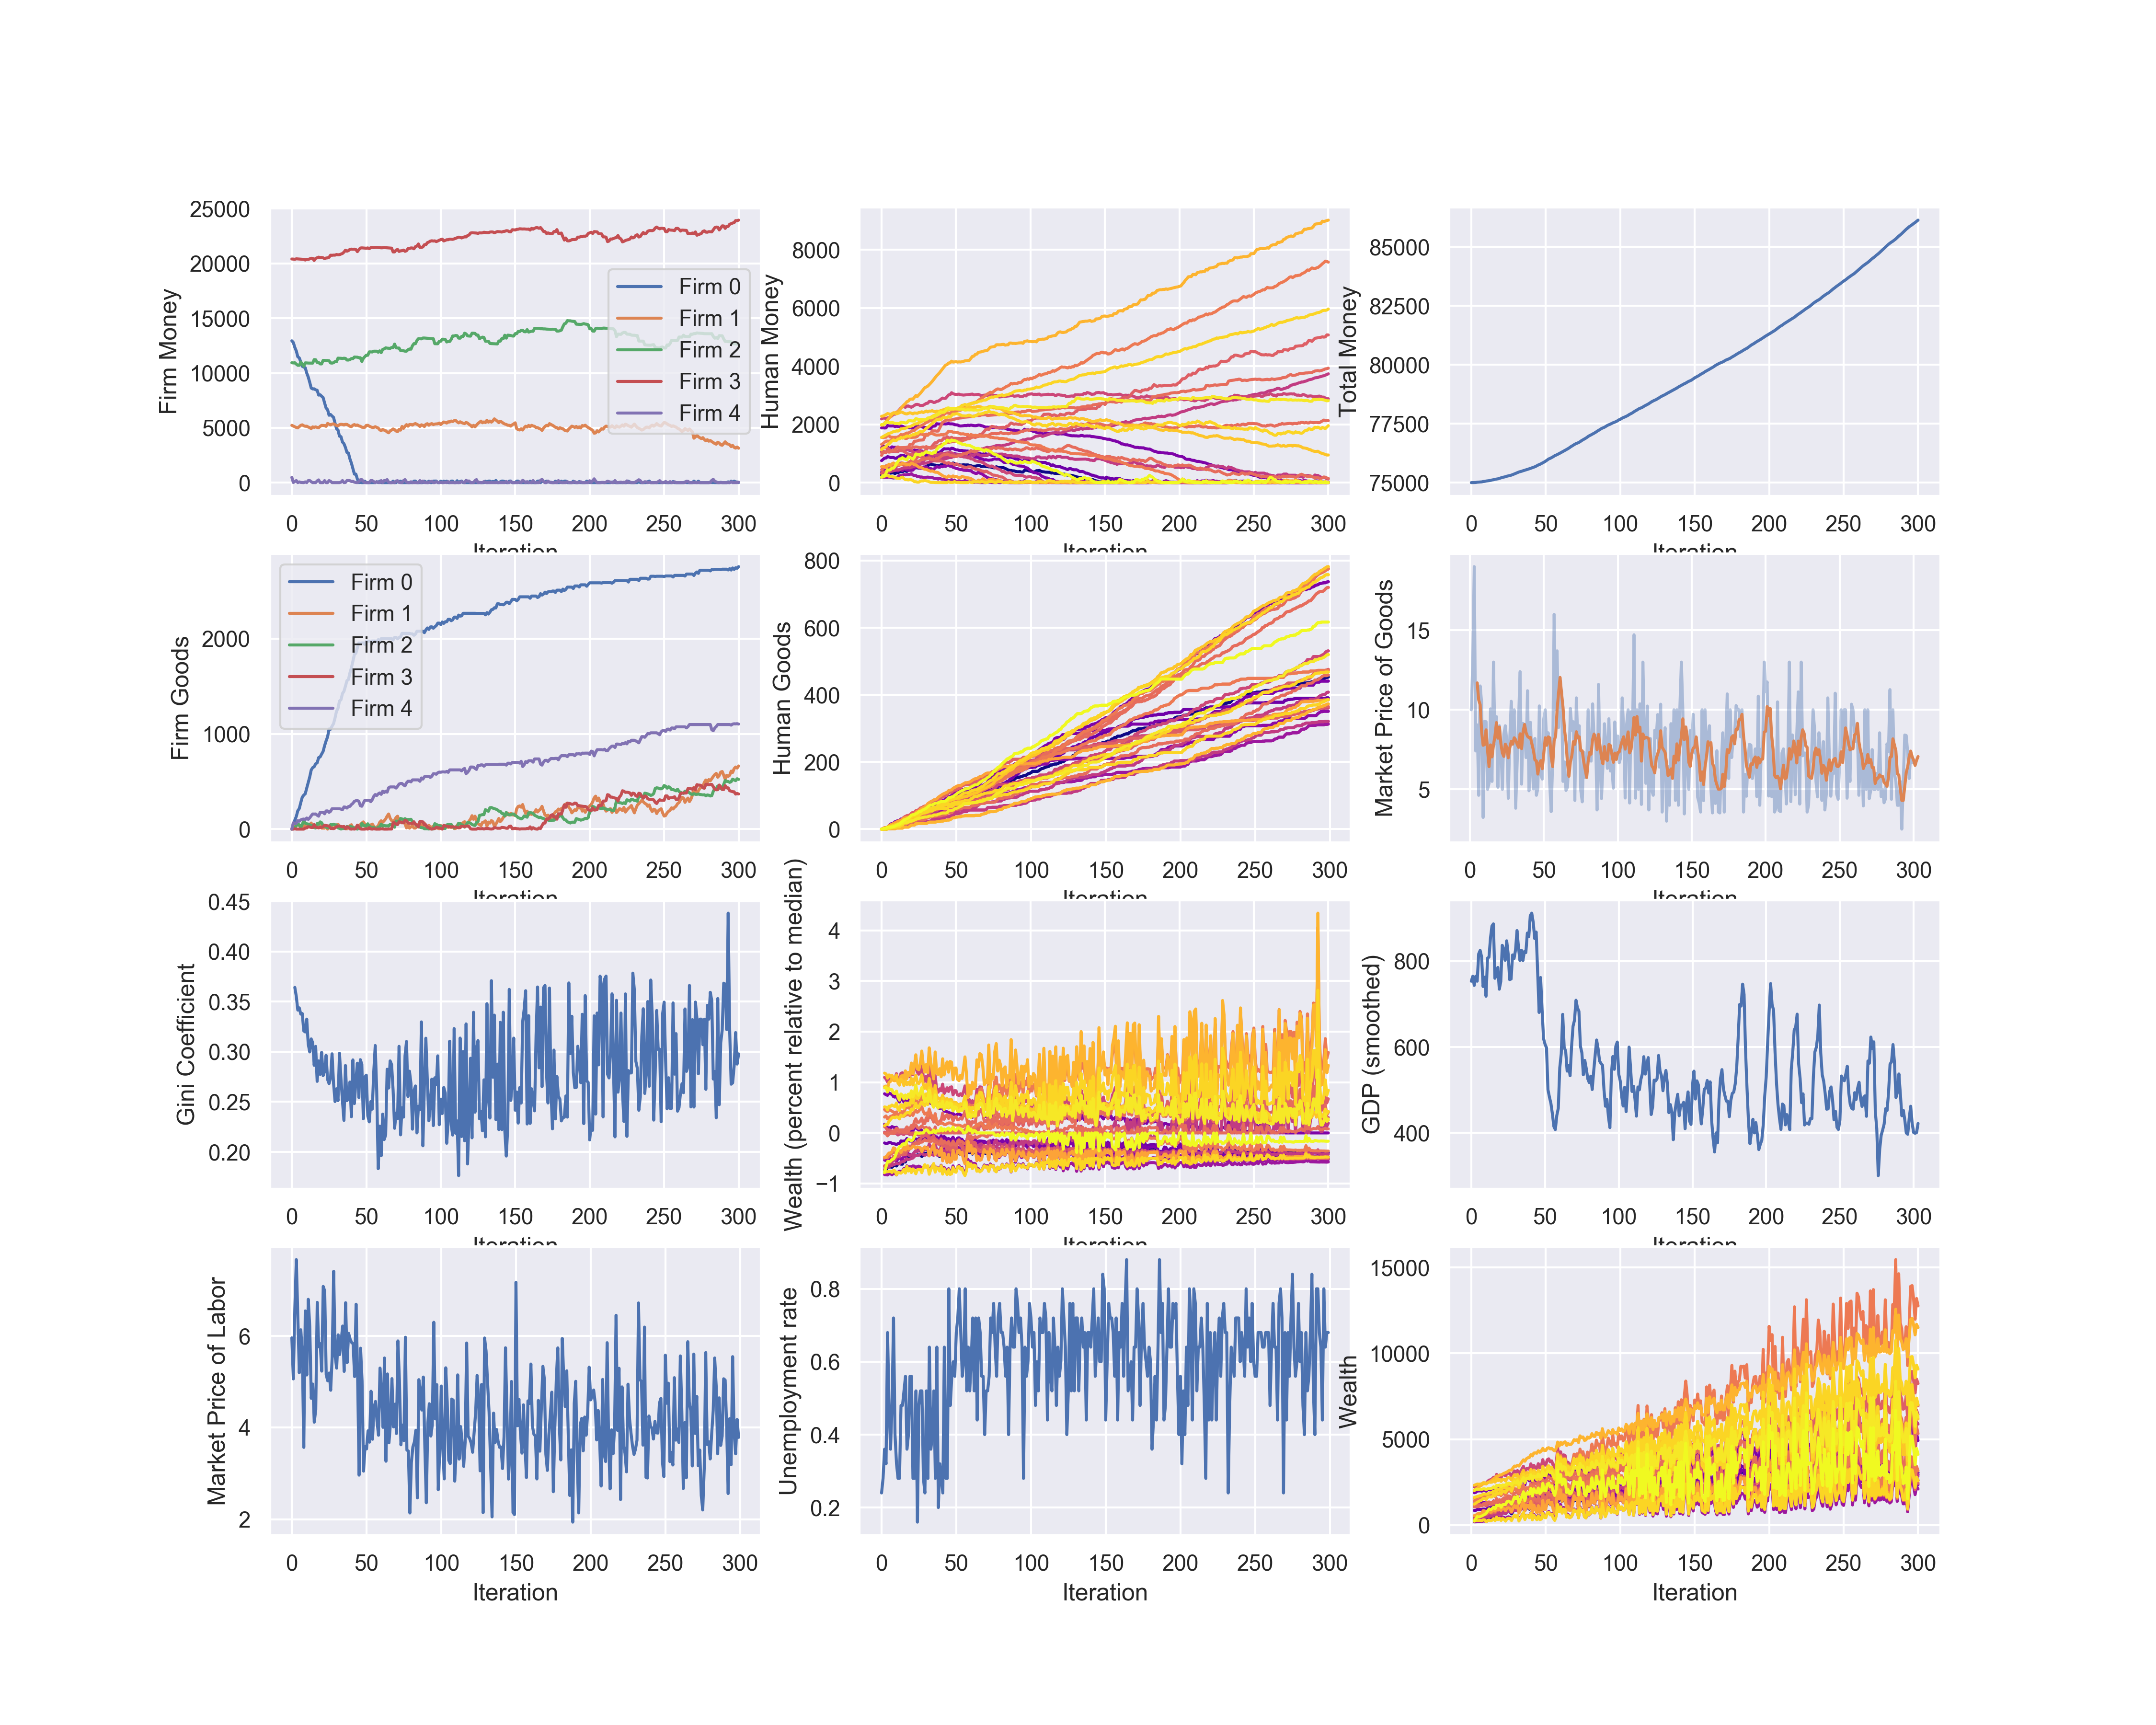 Firm Money
25000
20000
15000
10000
5000
0
Firm 0
Firm 1
Firm 2
Firm 3
Firm 4
0 50 100 150 200 250 300
Iteration
Human Money
8000
6000
4000
2000
0
0 50 100 150 200 250 300
Iteration
Total Money
85000
82500
80000
77500
75000
0 50 100 150 200 250 300
Iteration
Firm Goods
2000
1000
0
Firm 0
Firm 1
Firm 2
Firm 3
Firm 4
0 50 100 150 200 250 300
Iteration
Human Goods
800
600
400
200
0
0 50 100 150 200 250 300
Iteration
Market Price of Goods
15
10
5
0 50 100 150 200 250 300
Iteration
Gini Coefficient
0.45
0.40
0.35
0.30
0.25
0.20
0 50 100 150 200 250 300
Iteration
Wealth (percent relative to median)
4
3
2
1
0
−1
0 50 100 150 200 250 300
Iteration
GDP (smoothed)
800
600
400
0 50 100 150 200 250 300
Iteration
Market Price of Labor
6
4
2
0 50 100 150 200 250 300
Iteration
Unemployment rate
0.8
0.6
0.4
0.2
0 50 100 150 200 250 300
Iteration
Wealth
15000
10000
5000
0
0 50 100 150 200 250 300
Iteration